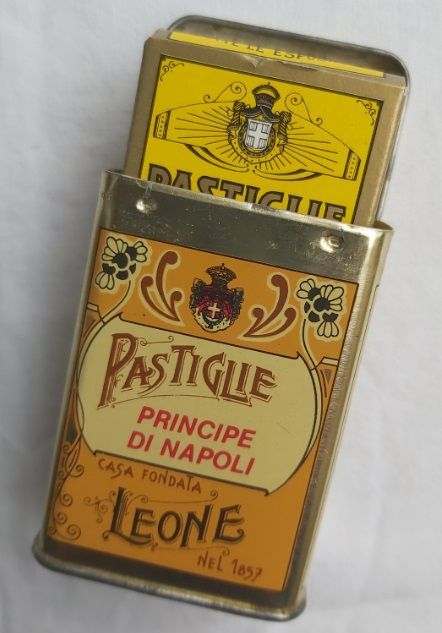 PASTIGLIE
PASTIGLIE
PRINCIPE
DI NAPOLI
CASA FONDATA
LEONE
NEL 1857